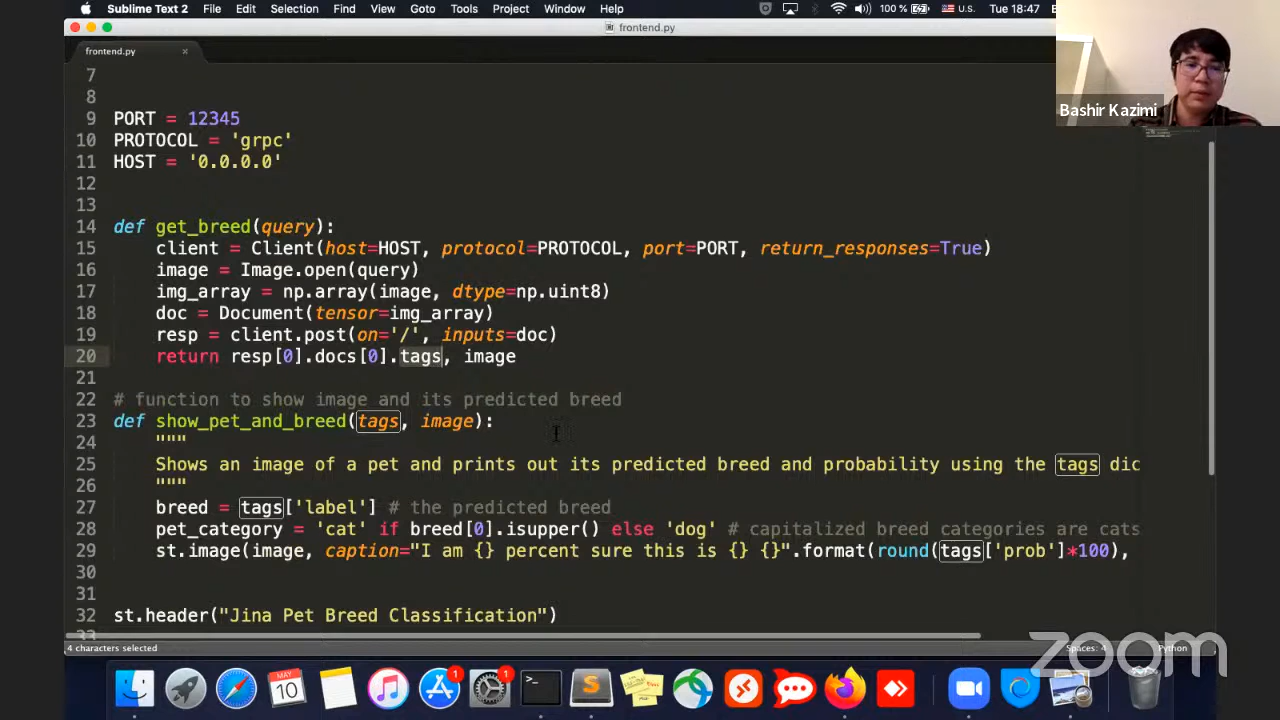 Sublime Text 2 File Edit Selection Find View Goto Tools Project Window Help 100 % U.S. Tue 18:47
frontend.py
frontend.py ×
Bashir Kazimi
7
8
9 PORT = 12345
10 PROTOCOL = 'grpc'
11 HOST = '0.0.0.0'
12
13
14 def get_breed(query):
15 client = Client(host=HOST, protocol=PROTOCOL, port=PORT, return_responses=True)
16 image = Image.open(query)
17 img_array = np.array(image, dtype=np.uint8)
18 doc = Document(tensor=img_array)
19 resp = client.post(on='/', inputs=doc)
20 return resp[0].docs[0].tags, image
21
22 # function to show image and its predicted breed
23 def show_pet_and_breed(tags, image):
24 """
25 Shows an image of a pet and prints out its predicted breed and probability using the tags dic
26 """
27 breed = tags['label'] # the predicted breed
28 pet_category = 'cat' if breed[0].isupper() else 'dog' # capitalized breed categories are cats
29 st.image(image, caption="I am {} percent sure this is {} {}".format(round(tags['prob']*100),
30
31
32 st.header("Jina Pet Breed Classification")
33
4 characters selected Spaces: 4 Python
zoom
1 1
MAY
10